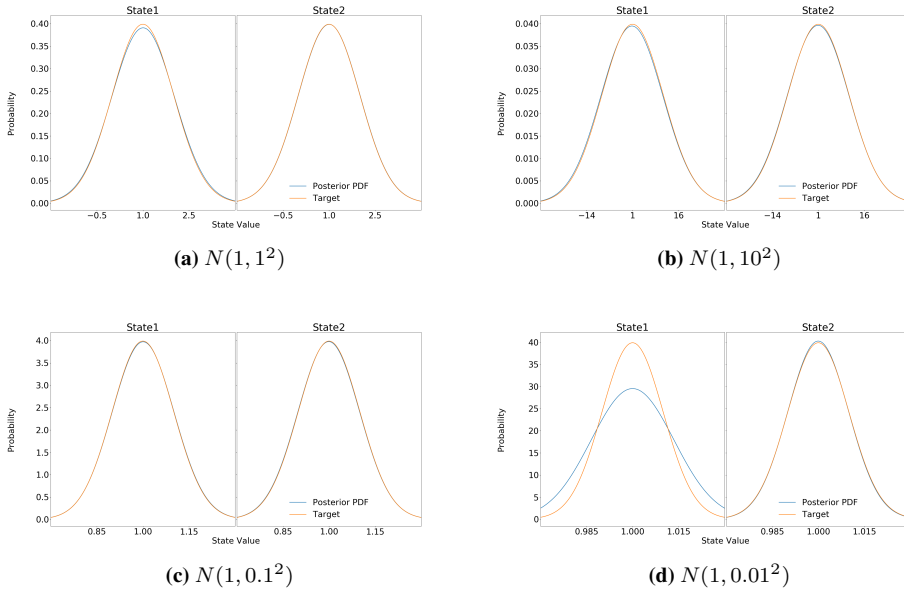 State1
State2
0.40
0.35
0.30
0.25
0.20
0.15
0.10
0.05
0.00
Probability
−0.5 1.0 2.5
−0.5 1.0 2.5
State Value
Posterior PDF
Target
(a) N(1, 1²)
State1
State2
0.040
0.035
0.030
0.025
0.020
0.015
0.010
0.005
0.000
Probability
−14 1 16
−14 1 16
State Value
Posterior PDF
Target
(b) N(1, 10²)
State1
State2
4.0
3.5
3.0
2.5
2.0
1.5
1.0
0.5
0.0
Probability
0.85 1.00 1.15
0.85 1.00 1.15
State Value
Posterior PDF
Target
(c) N(1, 0.1²)
State1
State2
40
35
30
25
20
15
10
5
0
Probability
0.985 1.000 1.015
0.985 1.000 1.015
State Value
Posterior PDF
Target
(d) N(1, 0.01²)